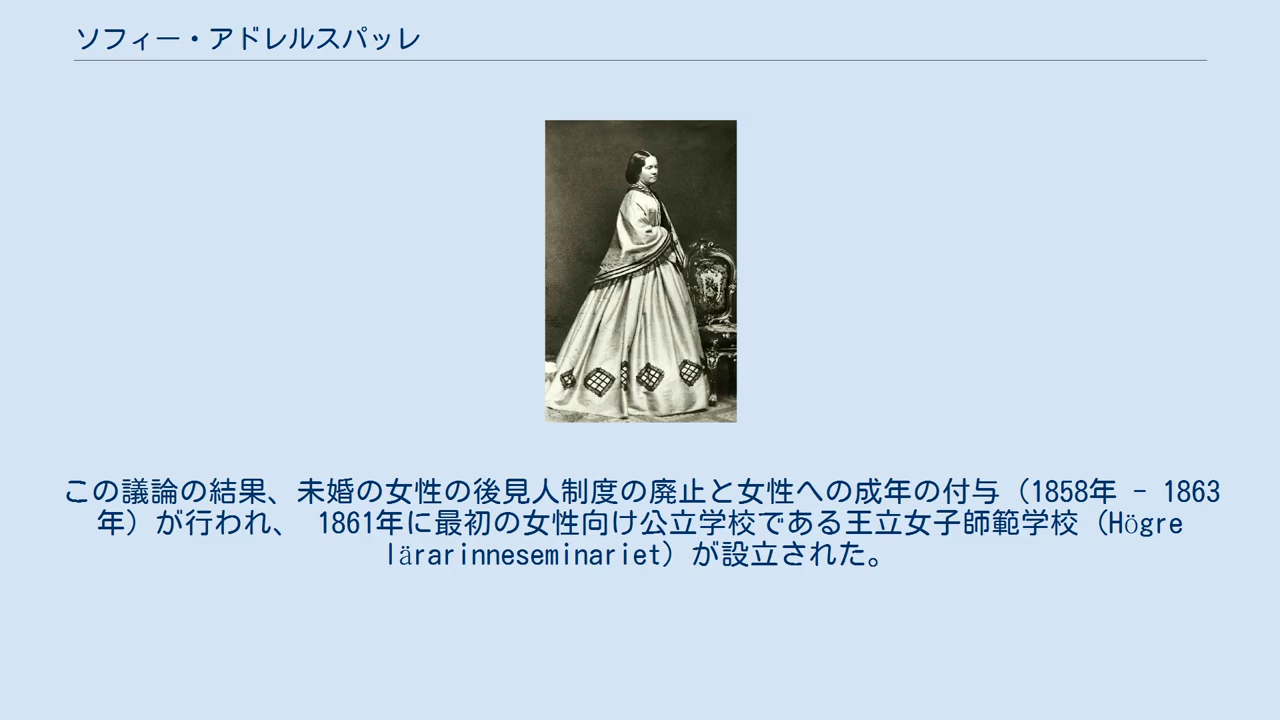 ソフィー・アドレルスパッレ
この議論の結果、未婚の女性の後見人制度の廃止と女性への成年の付与（1858年 - 1863
年）が行われ、 1861年に最初の女性向け公立学校である王立女子師範学校（Högre
lärarinneseminariet）が設立された。